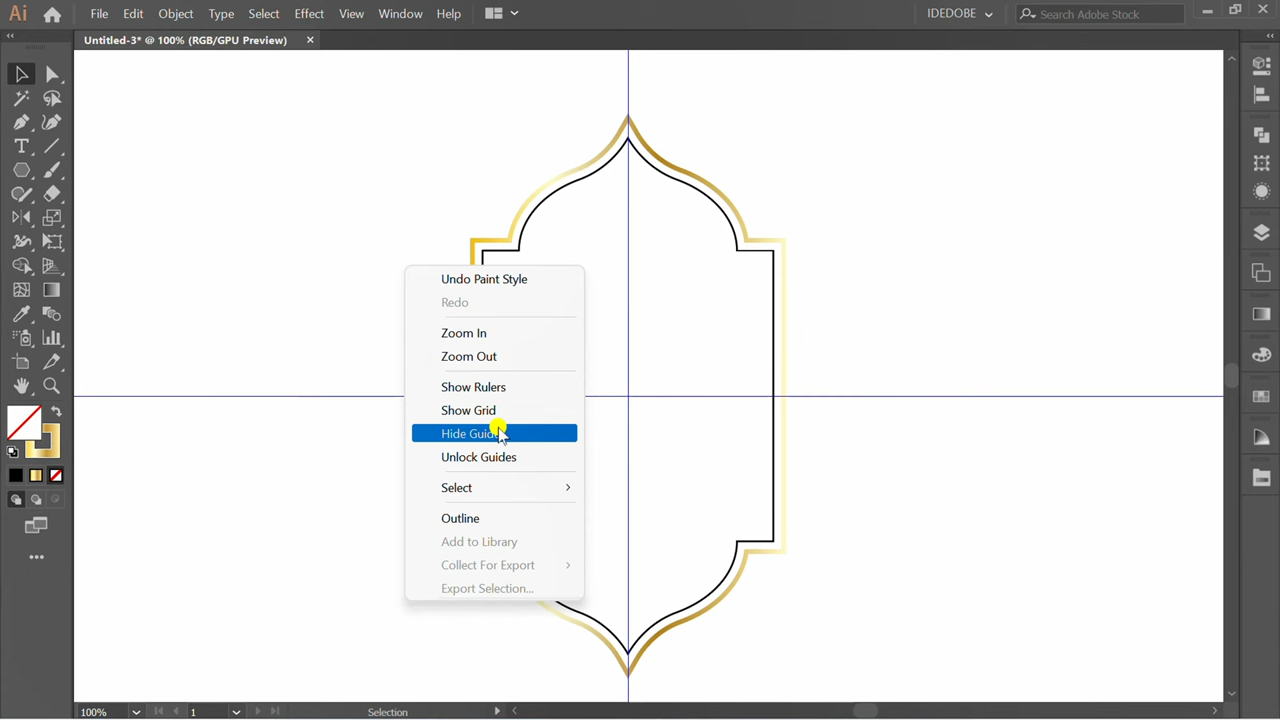 Ai File Edit Object Type Select Effect View Window Help IDEDOBE Search Adobe Stock
Untitled-3* @ 100% (RGB/GPU Preview)
Undo Paint Style
Redo
Zoom In
Zoom Out
Show Rulers
Show Grid
Hide
Unlock Guides
Select
Outline
Add to Library
Collect For Export
Export Selection...
100% 1 Selection